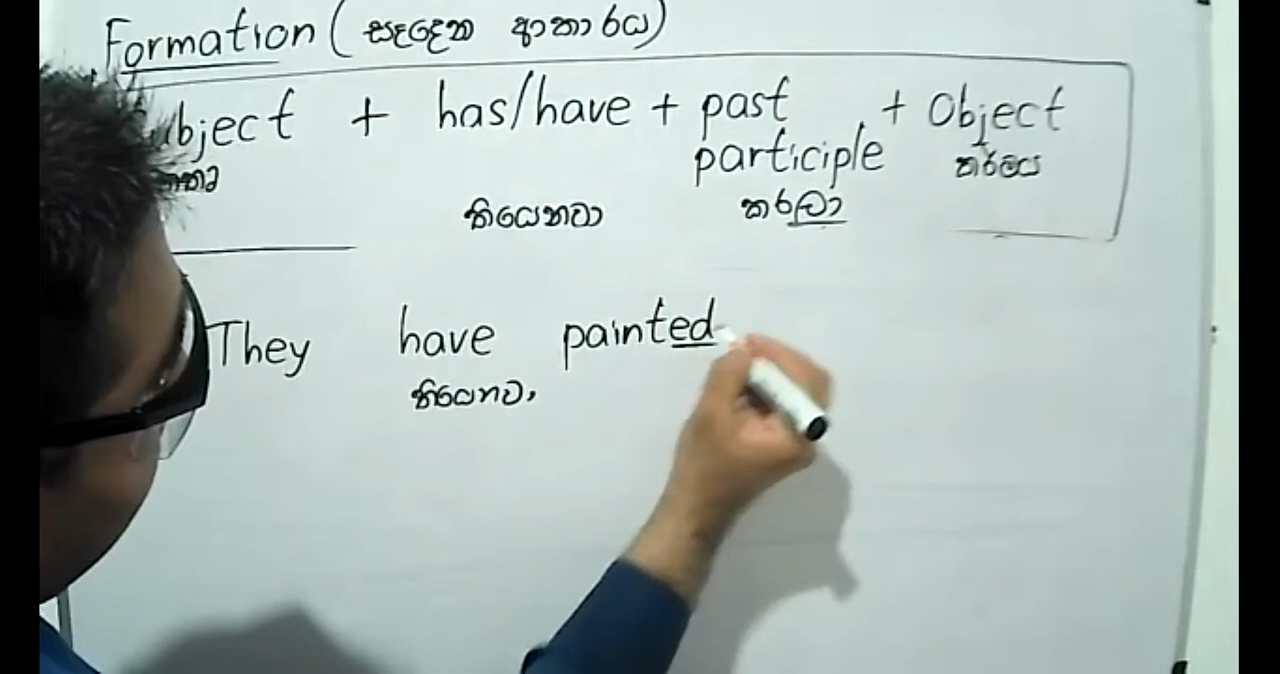 Formation (සෑදෙන ආකාරය)
ubject + has/have + past + Object
participle කර්මය
තියෙනවා කරලා
They have painted
තියෙනවා